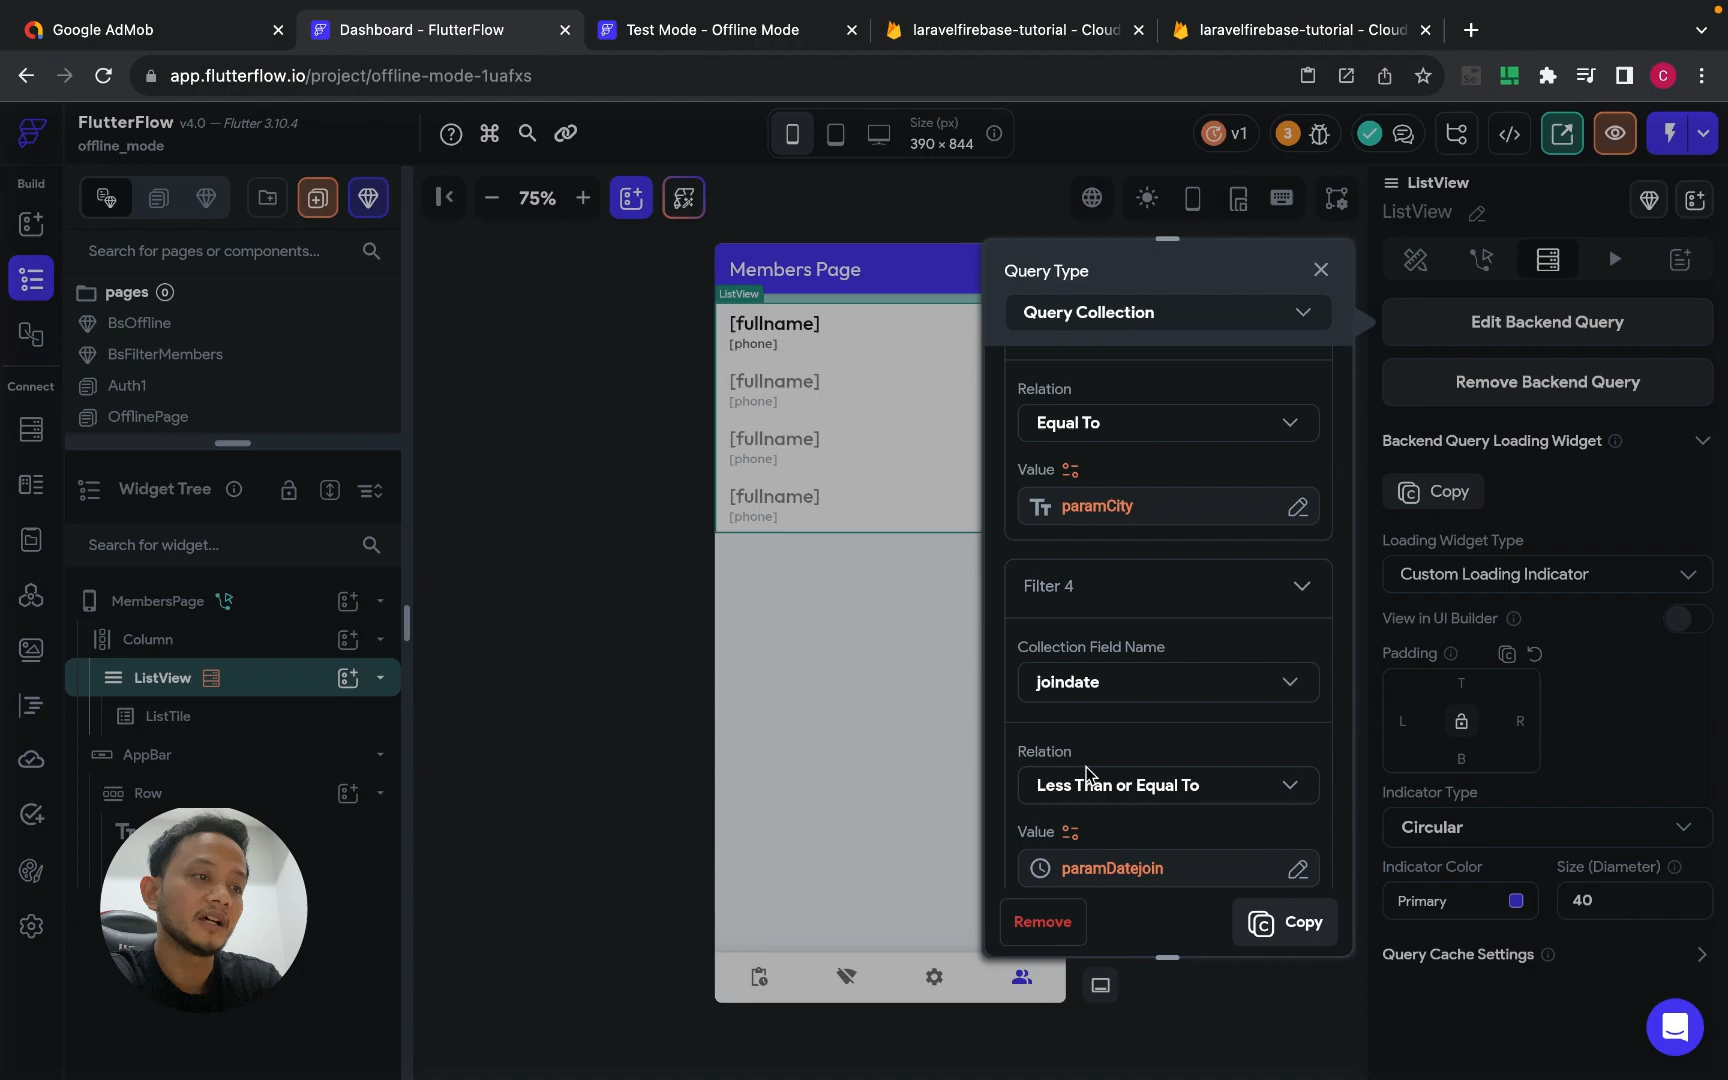 Google AdMob
Dashboard - FlutterFlow
Test Mode - Offline Mode
laravelfirebase-tutorial - Cloud
laravelfirebase-tutorial - Cloud
app.flutterflow.io/project/offline-mode-1uafxs
C
FlutterFlow v4.0 — Flutter 3.10.4
offline_mode
Size (px)
390 × 844
v1
3
Build
75%
ListView
ListView
Search for pages or components...
pages 0
BsOffline
BsFilterMembers
Auth1
OfflinePage
Connect
Widget Tree
Search for widget...
MembersPage
Column
ListView
ListTile
AppBar
Row
Members Page
ListView
[fullname]
[phone]
[fullname]
[phone]
[fullname]
[phone]
[fullname]
[phone]
Query Type
Query Collection
Relation
Equal To
Value
paramCity
Filter 4
Collection Field Name
joindate
Relation
Less Than or Equal To
Value
paramDatejoin
Remove
Copy
Edit Backend Query
Remove Backend Query
Backend Query Loading Widget
Copy
Loading Widget Type
Custom Loading Indicator
View in UI Builder
Padding
T
L
R
B
Indicator Type
Circular
Indicator Color
Size (Diameter)
Primary
40
Query Cache Settings